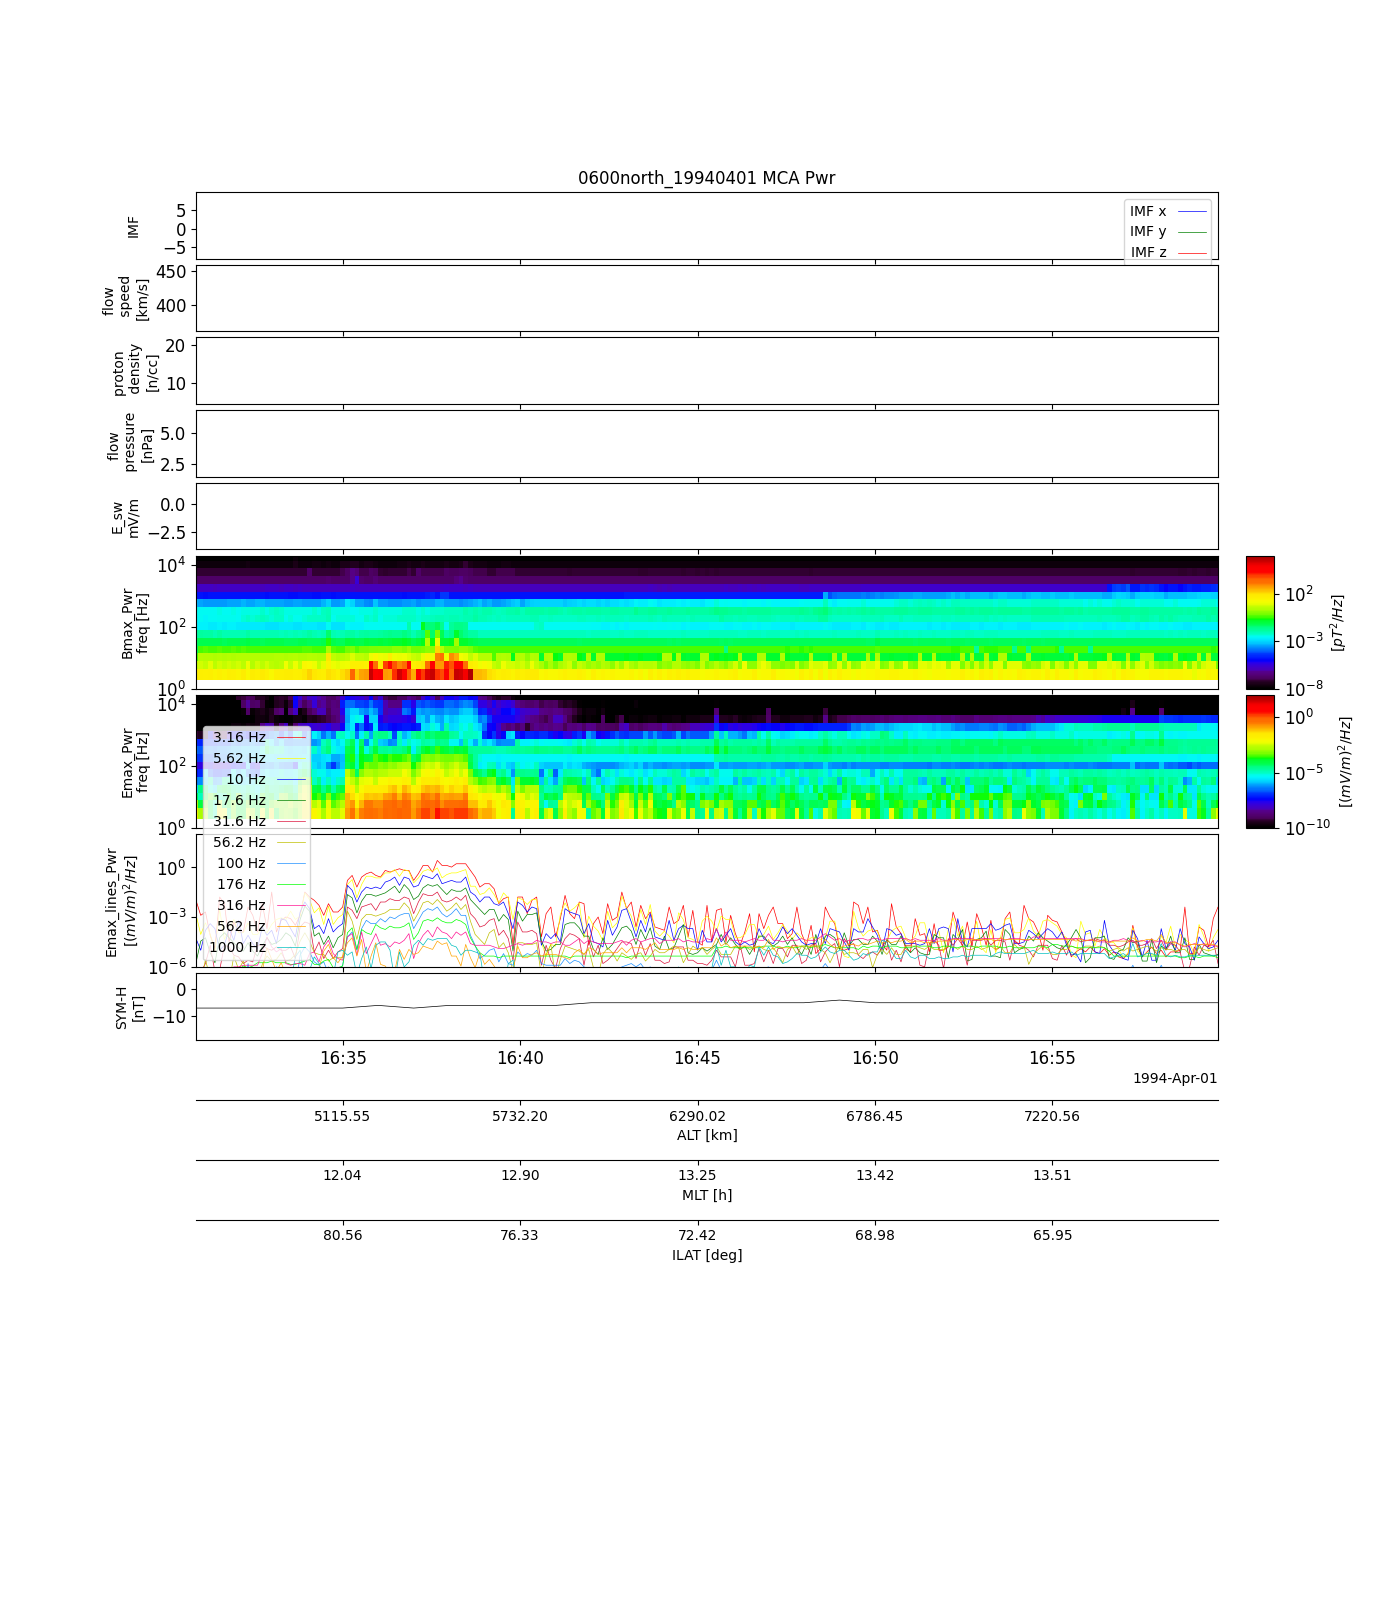 0600north_19940401 MCA Pwr
IMF
5
0
−5
IMF x
IMF y
IMF z
flow
speed
[km/s]
450
400
proton
density
[n/cc]
20
10
flow
pressure
[nPa]
5.0
2.5
E_sw
mV/m
0.0
−2.5
Bmax_Pwr
freq [Hz]
10^4
10^2
10^0
10^2
10^−3
10^−8
[pT^2/Hz]
Emax_Pwr
freq [Hz]
10^4
10^2
10^0
10^0
10^−5
10^−10
[(mV/m)^2/Hz]
3.16 Hz
5.62 Hz
10 Hz
17.6 Hz
31.6 Hz
56.2 Hz
100 Hz
176 Hz
316 Hz
562 Hz
1000 Hz
Emax_lines_Pwr
[(mV/m)^2/Hz]
10^0
10^−3
10^−6
SYM-H
[nT]
0
−10
16:35 16:40 16:45 16:50 16:55
1994-Apr-01
5115.55 5732.20 6290.02 6786.45 7220.56
ALT [km]
12.04 12.90 13.25 13.42 13.51
MLT [h]
80.56 76.33 72.42 68.98 65.95
ILAT [deg]